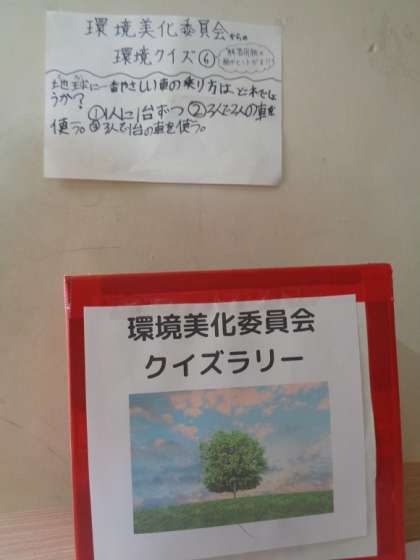 環境美化委員会からの
環境クイズ⑥
地球に一番やさしい車の乗り方は、どれでしょ
うか?①1人に1台ずつ ②3人で2人の車を
使う。③3人で1台の車を使う。
環境美化委員会
クイズラリー